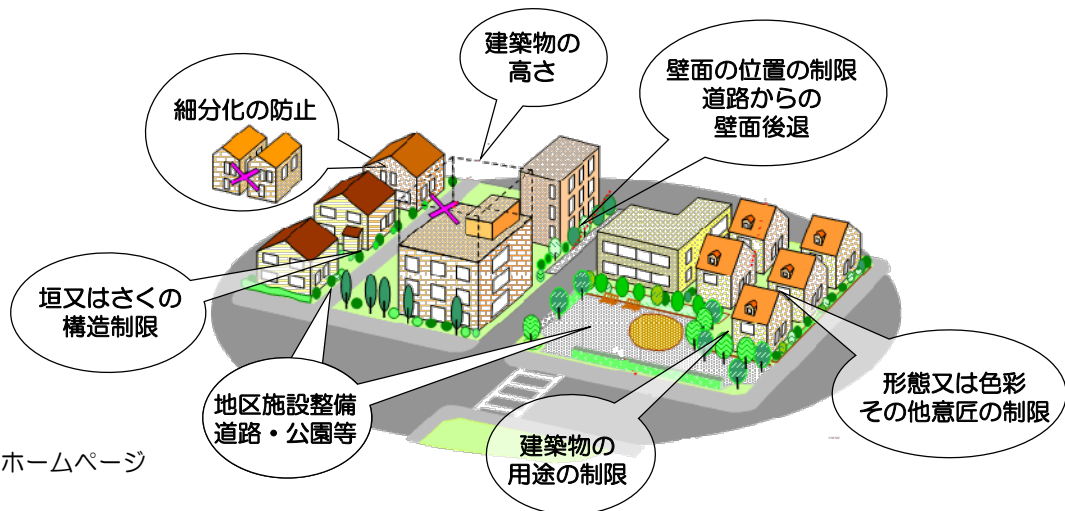 建築物の
高さ
壁面の位置の制限
道路からの
壁面後退
細分化の防止
垣又はさくの
構造制限
地区施設整備
道路・公園等
建築物の
用途の制限
形態又は色彩
その他意匠の制限
ホームページ